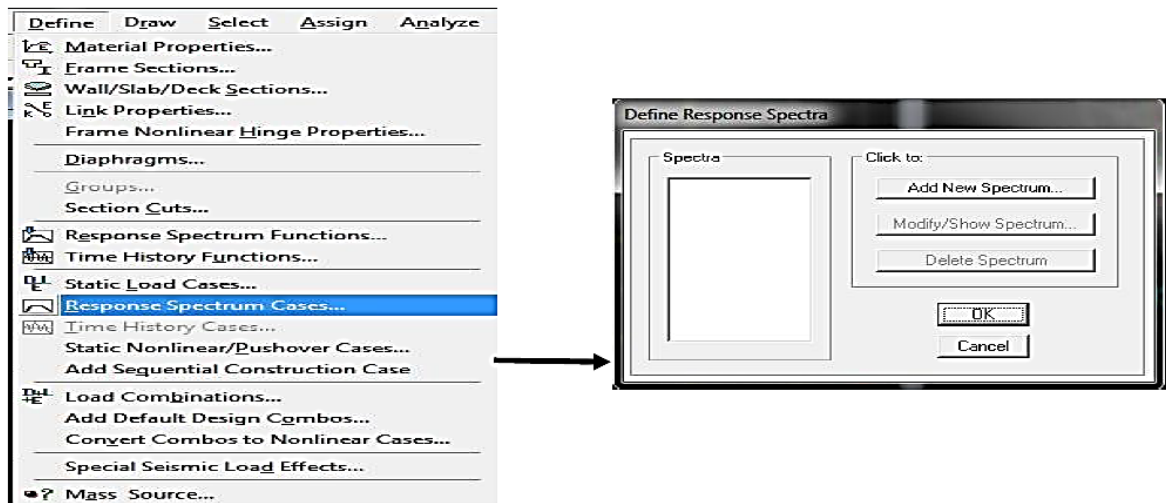 Define Draw Select Assign Analyze
Material Properties...
Frame Sections...
Wall/Slab/Deck Sections...
Link Properties...
Frame Nonlinear Hinge Properties...
Diaphragms...
Groups...
Section Cuts...
Response Spectrum Functions...
Time History Functions...
Static Load Cases...
Response Spectrum Cases...
Time History Cases...
Static Nonlinear/Pushover Cases...
Add Sequential Construction Case
Load Combinations...
Add Default Design Combos...
Convert Combos to Nonlinear Cases...
Special Seismic Load Effects...
Mass Source...
Define Response Spectra
Spectra
Click to:
Add New Spectrum...
Modify/Show Spectrum...
Delete Spectrum
OK
Cancel